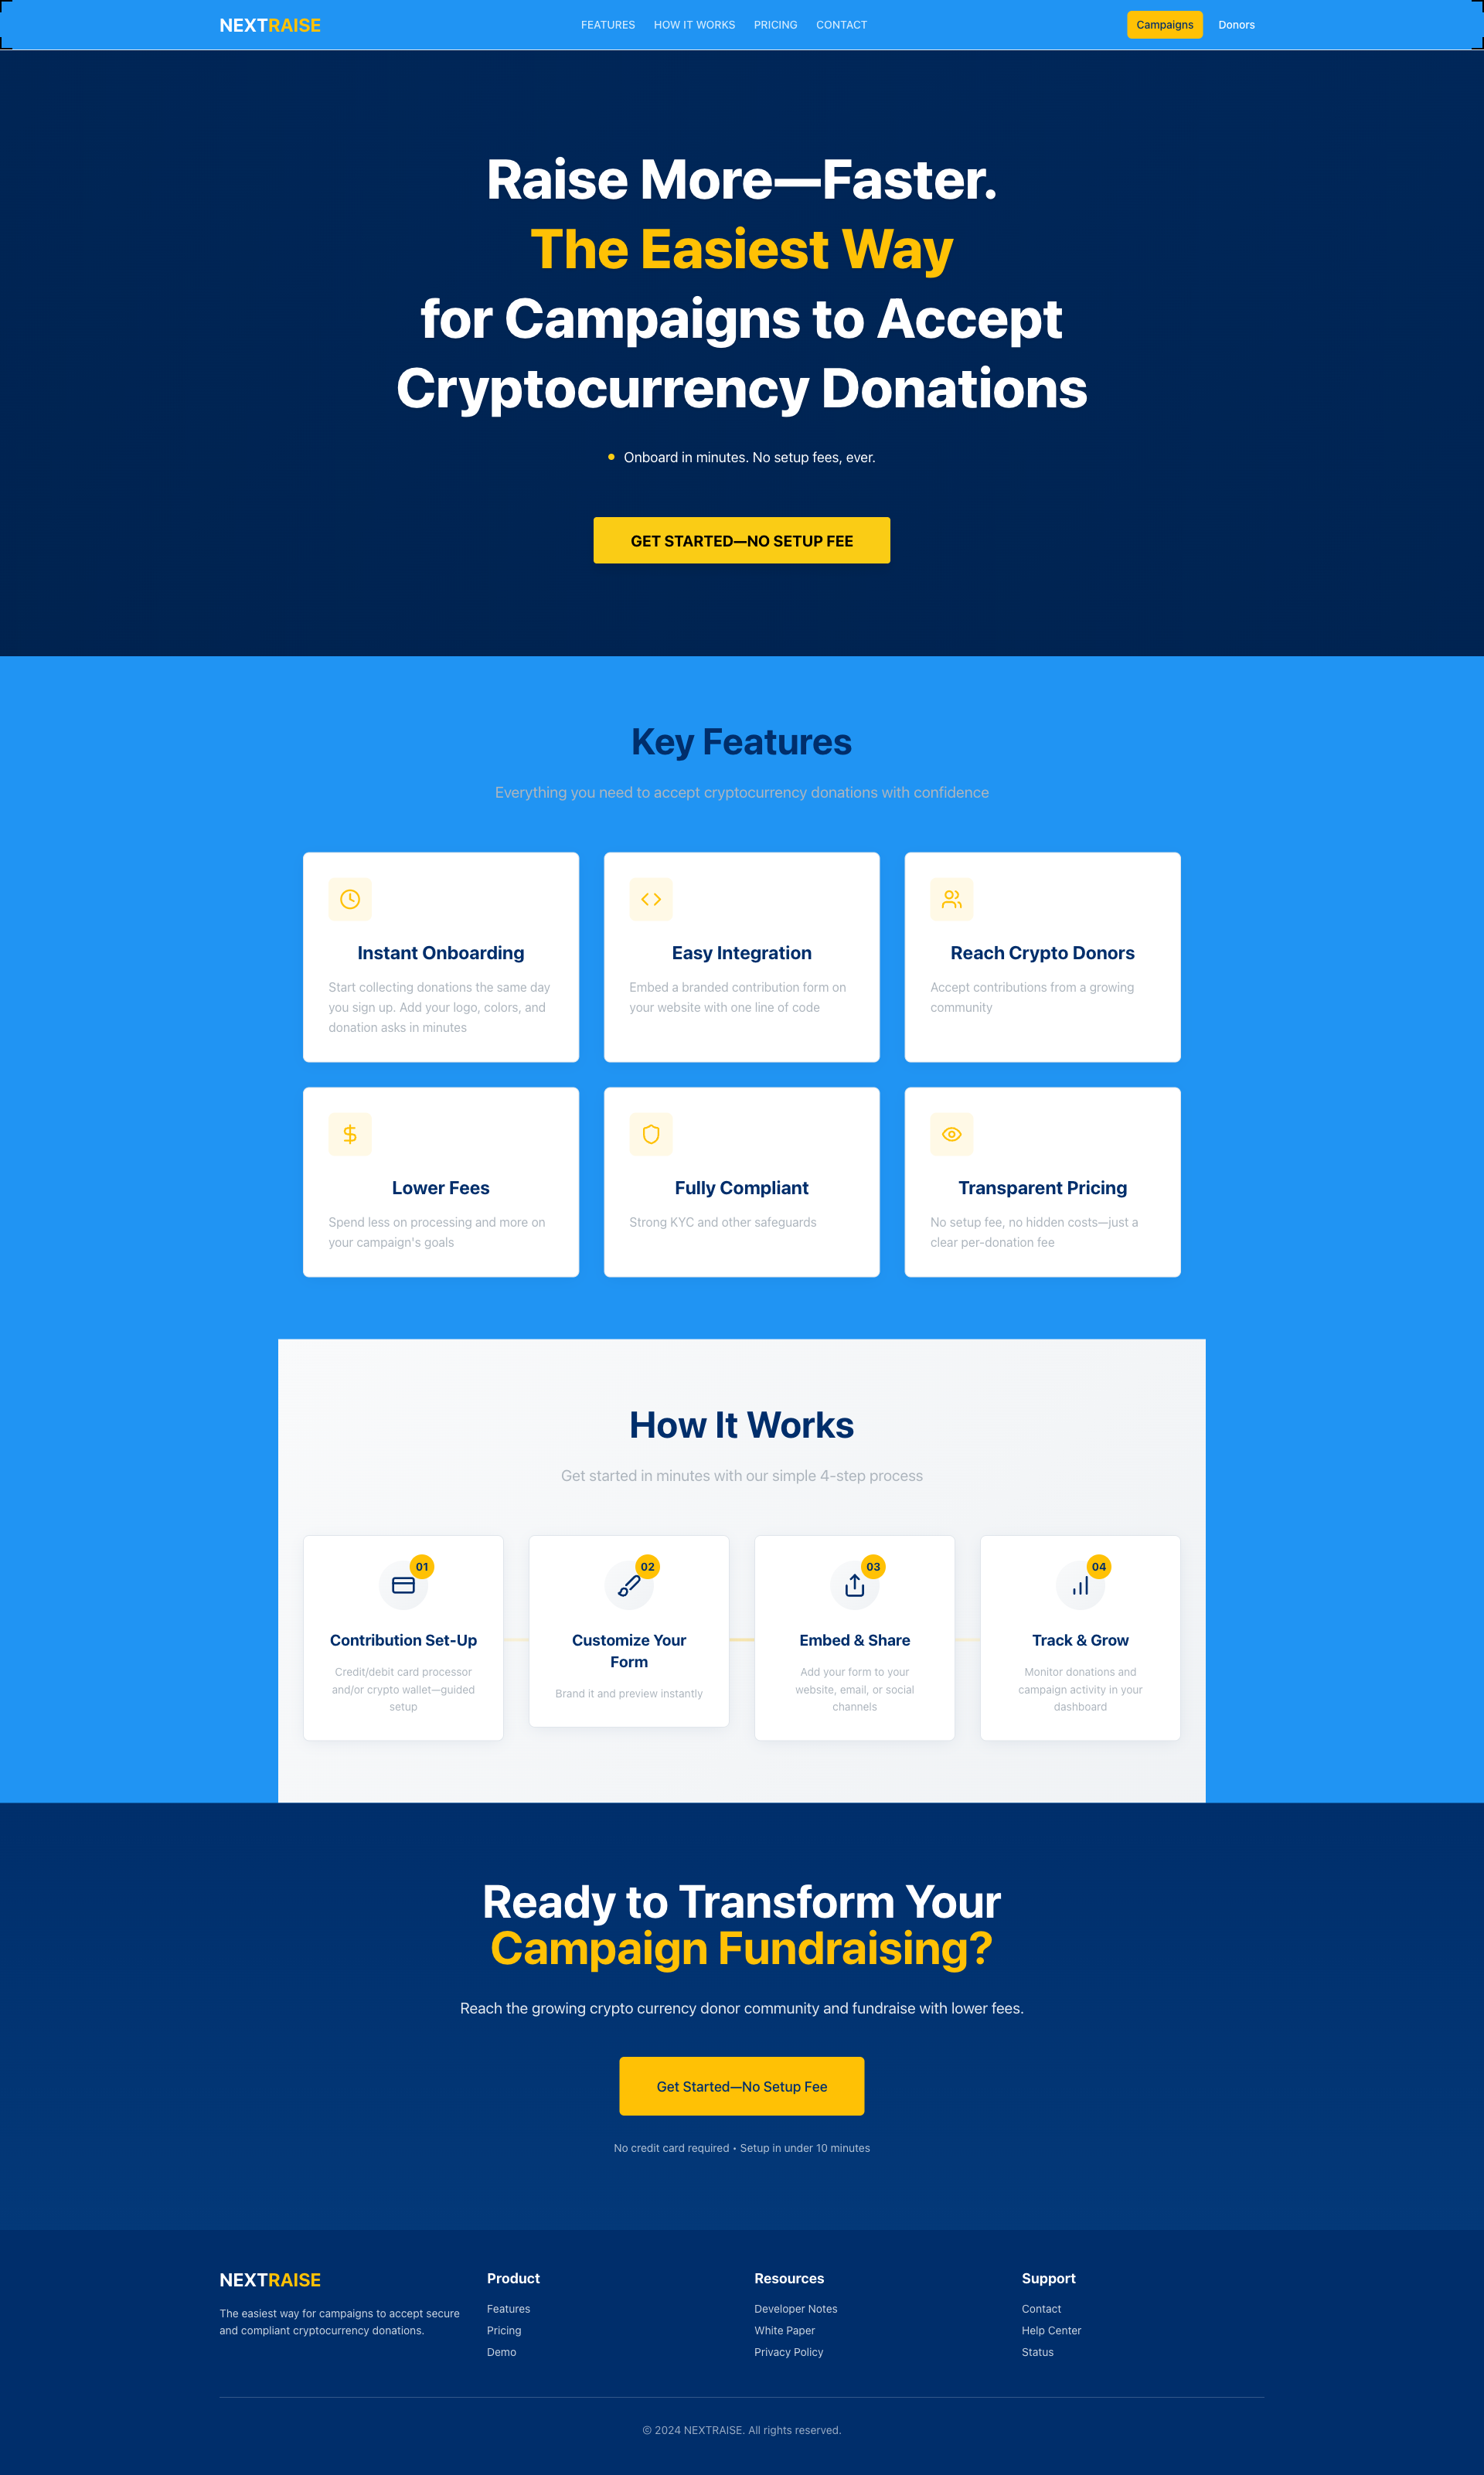 NEXTRAISE
FEATURES
HOW IT WORKS
PRICING
CONTACT
Campaigns
Donors
Raise More—Faster.
The Easiest Way
for Campaigns to Accept
Cryptocurrency Donations
Onboard in minutes. No setup fees, ever.
GET STARTED—NO SETUP FEE
Key Features
Everything you need to accept cryptocurrency donations with confidence
Instant Onboarding
Start collecting donations the same day
you sign up. Add your logo, colors, and
donation asks in minutes
Easy Integration
Embed a branded contribution form on
your website with one line of code
Reach Crypto Donors
Accept contributions from a growing
community
Lower Fees
Spend less on processing and more on
your campaign's goals
Fully Compliant
Strong KYC and other safeguards
Transparent Pricing
No setup fee, no hidden costs—just a
clear per-donation fee
How It Works
Get started in minutes with our simple 4-step process
01
Contribution Set-Up
Credit/debit card processor
and/or crypto wallet—guided
setup
02
Customize Your
Form
Brand it and preview instantly
03
Embed & Share
Add your form to your
website, email, or social
channels
04
Track & Grow
Monitor donations and
campaign activity in your
dashboard
Ready to Transform Your
Campaign Fundraising?
Reach the growing crypto currency donor community and fundraise with lower fees.
Get Started—No Setup Fee
No credit card required • Setup in under 10 minutes
NEXTRAISE
The easiest way for campaigns to accept secure
and compliant cryptocurrency donations.
Product
Features
Pricing
Demo
Resources
Developer Notes
White Paper
Privacy Policy
Support
Contact
Help Center
Status
© 2024 NEXTRAISE. All rights reserved.